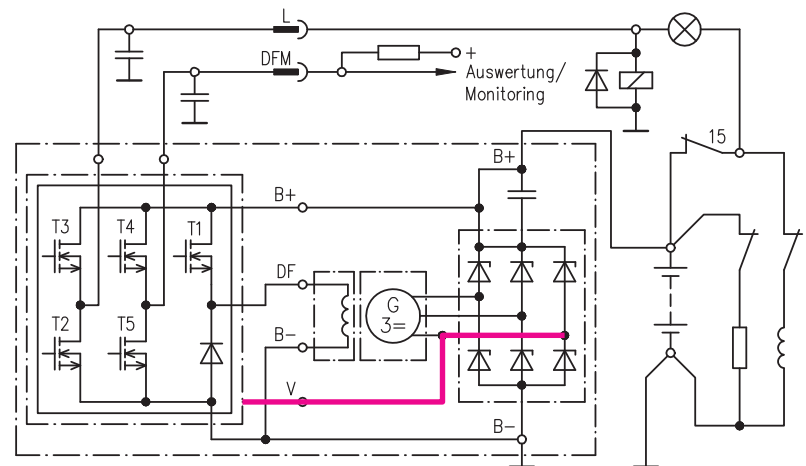 L
DFM
+
Auswertung/
Monitoring
15
B+
B+
T3
T4
T1
DF
G
3=
T2
T5
B-
V
B-